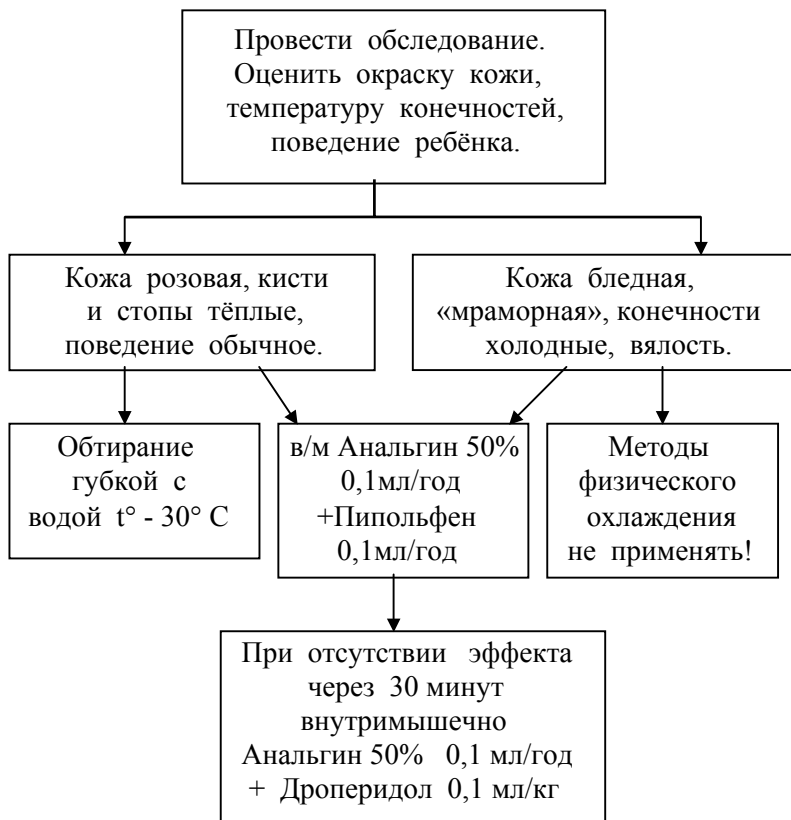 Провести обследование.
Оценить окраску кожи,
температуру конечностей,
поведение ребёнка.
Кожа розовая, кисти
и стопы тёплые,
поведение обычное.
Кожа бледная,
«мраморная», конечности
холодные, вялость.
Обтирание
губкой с
водой t° - 30° С
в/м Анальгин 50%
0,1мл/год
+Пипольфен
0,1мл/год
Методы
физического
охлаждения
не применять!
При отсутствии эффекта
через 30 минут
внутримышечно
Анальгин 50% 0,1 мл/год
+ Дроперидол 0,1 мл/кг